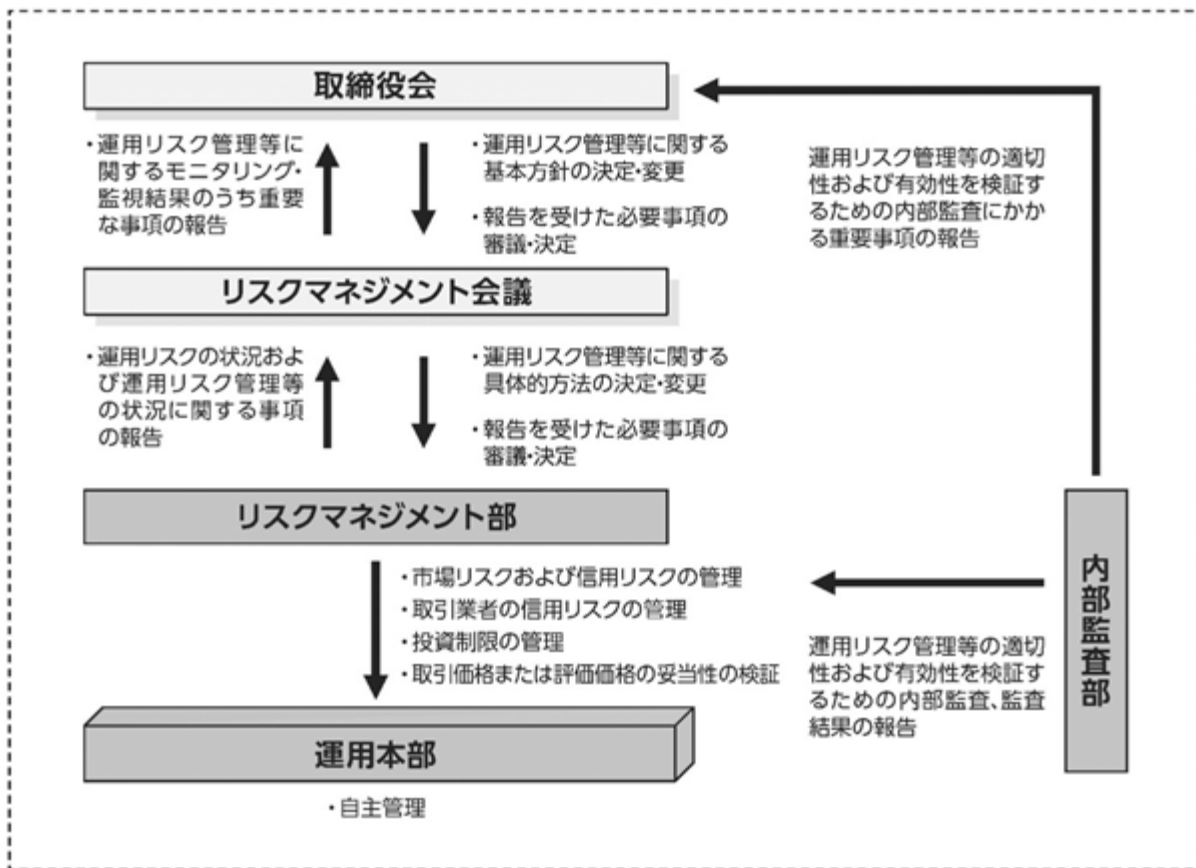 取締役会
・運用リスク管理等に
関するモニタリング・
監視結果のうち重要
な事項の報告
・運用リスク管理等に関する
基本方針の決定・変更
・報告を受けた必要事項の
審議・決定
運用リスク管理等の適切
性および有効性を検証す
るための内部監査にかか
る重要事項の報告
リスクマネジメント会議
・運用リスクの状況およ
び運用リスク管理等
の状況に関する事項
の報告
・運用リスク管理等に関する
具体的方法の決定・変更
・報告を受けた必要事項の
審議・決定
リスクマネジメント部
・市場リスクおよび信用リスクの管理
・取引業者の信用リスクの管理
・投資制限の管理
・取引価格または評価価格の妥当性の検証
内部監査部
運用リスク管理等の適切
性および有効性を検証す
るための内部監査、監査
結果の報告
運用本部
・自主管理